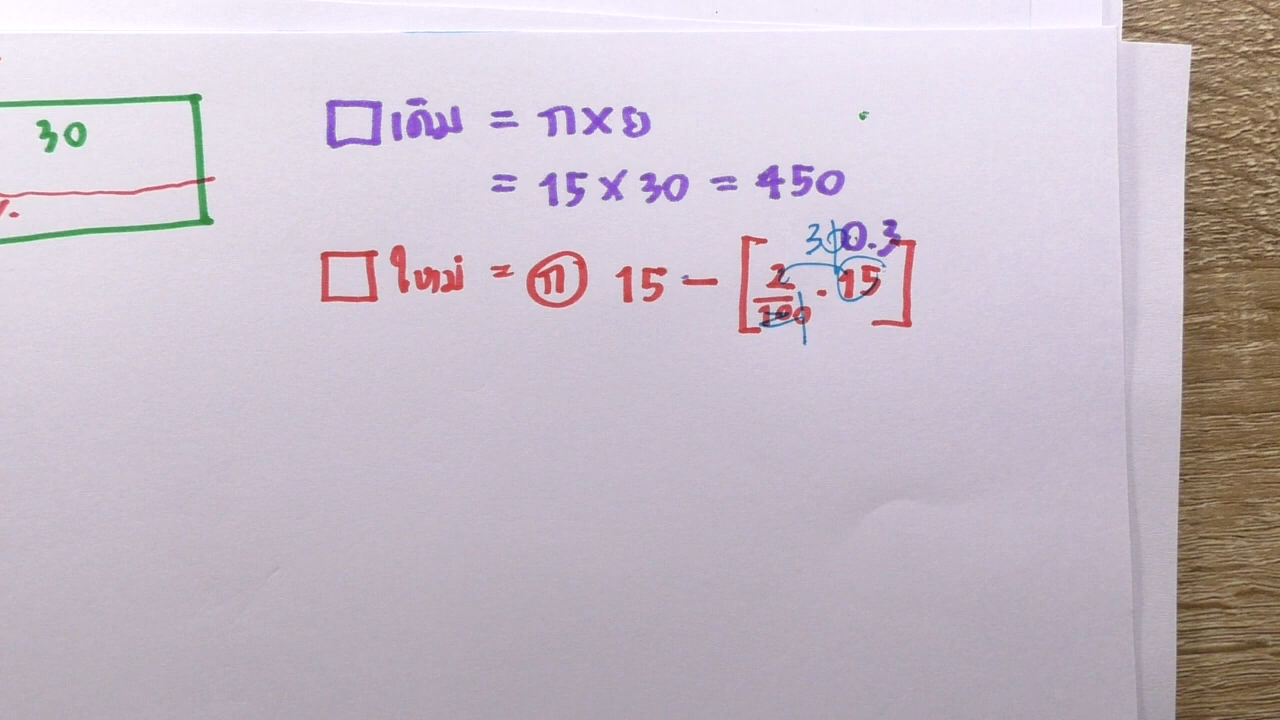 30
%.
□ เดิม = ก × ย
= 15 × 30 = 450
30 0.3
□ ใหม่ = ก 15 - [2/100 · 15]